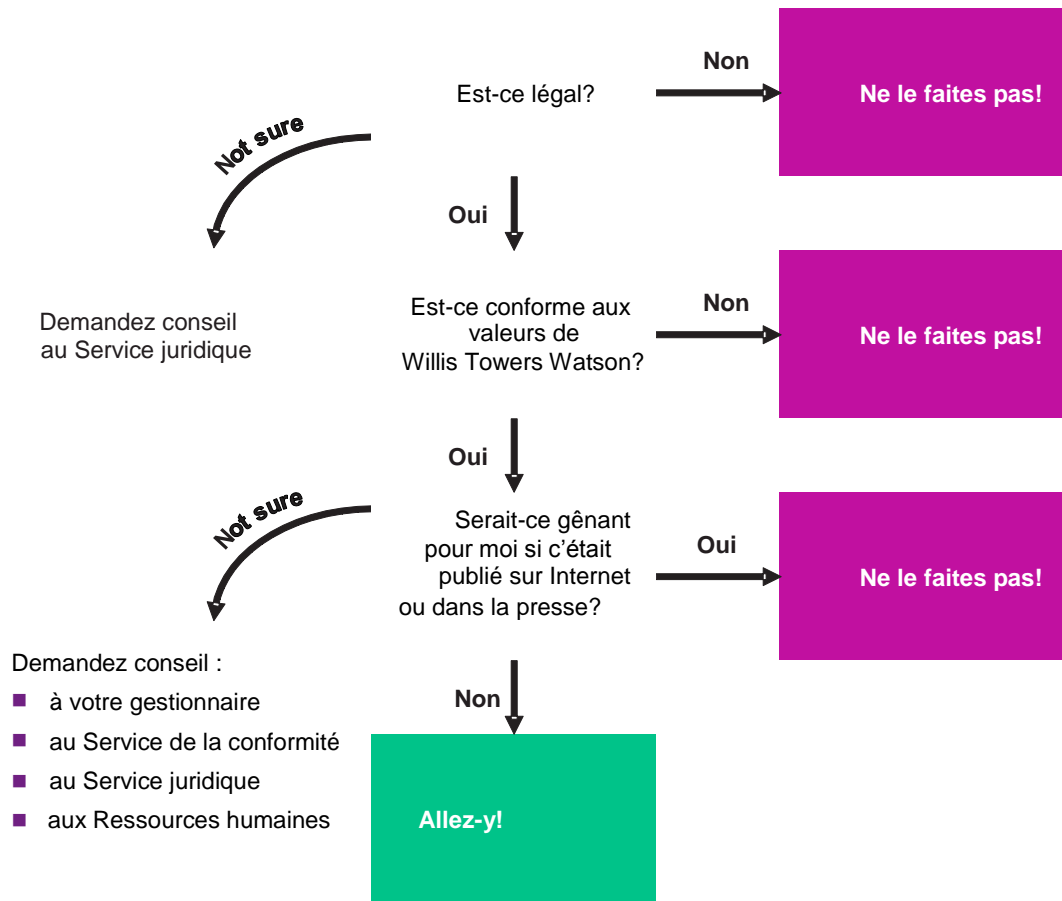 Non
Est-ce légal?
Ne le faites pas!
Not sure
Oui
Demandez conseil
au Service juridique
Est-ce conforme aux
valeurs de
Willis Towers Watson?
Non
Ne le faites pas!
Oui
Not sure
Serait-ce gênant
pour moi si c’était
publié sur Internet
ou dans la presse?
Oui
Ne le faites pas!
Demandez conseil :
■ à votre gestionnaire
■ au Service de la conformité
■ au Service juridique
■ aux Ressources humaines
Non
Allez-y!